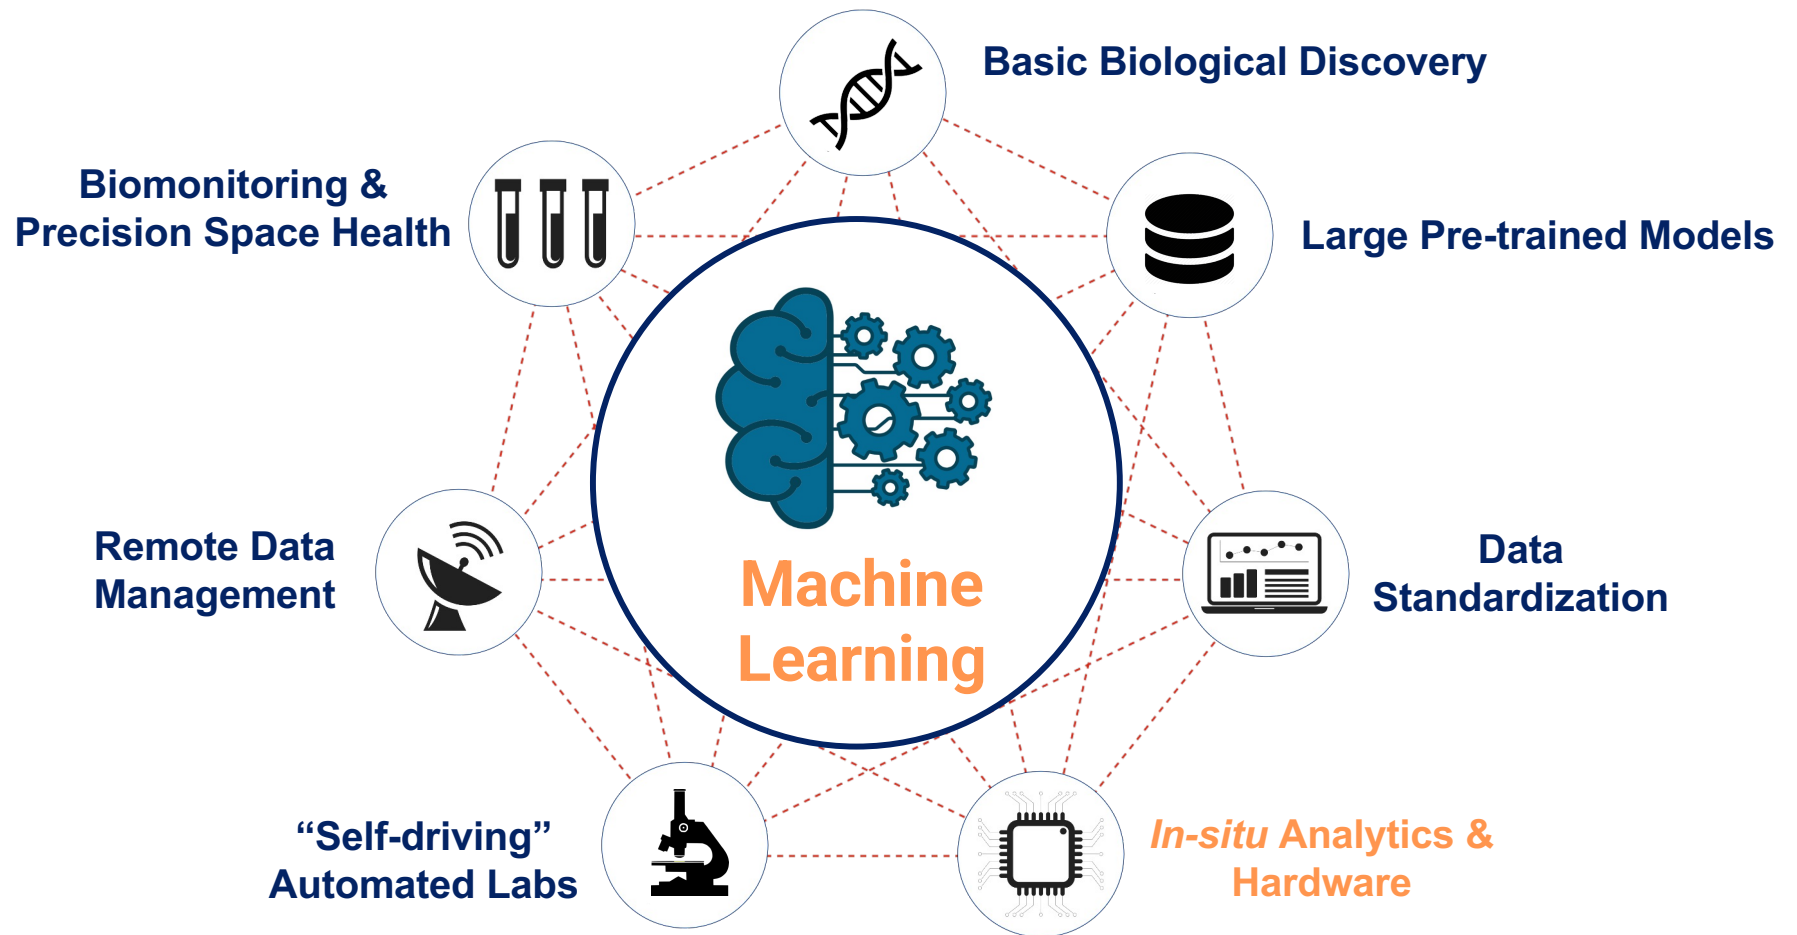 Basic Biological Discovery
Biomonitoring &
Precision Space Health
Large Pre-trained Models
Machine
Learning
Remote Data
Management
Data
Standardization
“Self-driving”
Automated Labs
In-situ Analytics &
Hardware